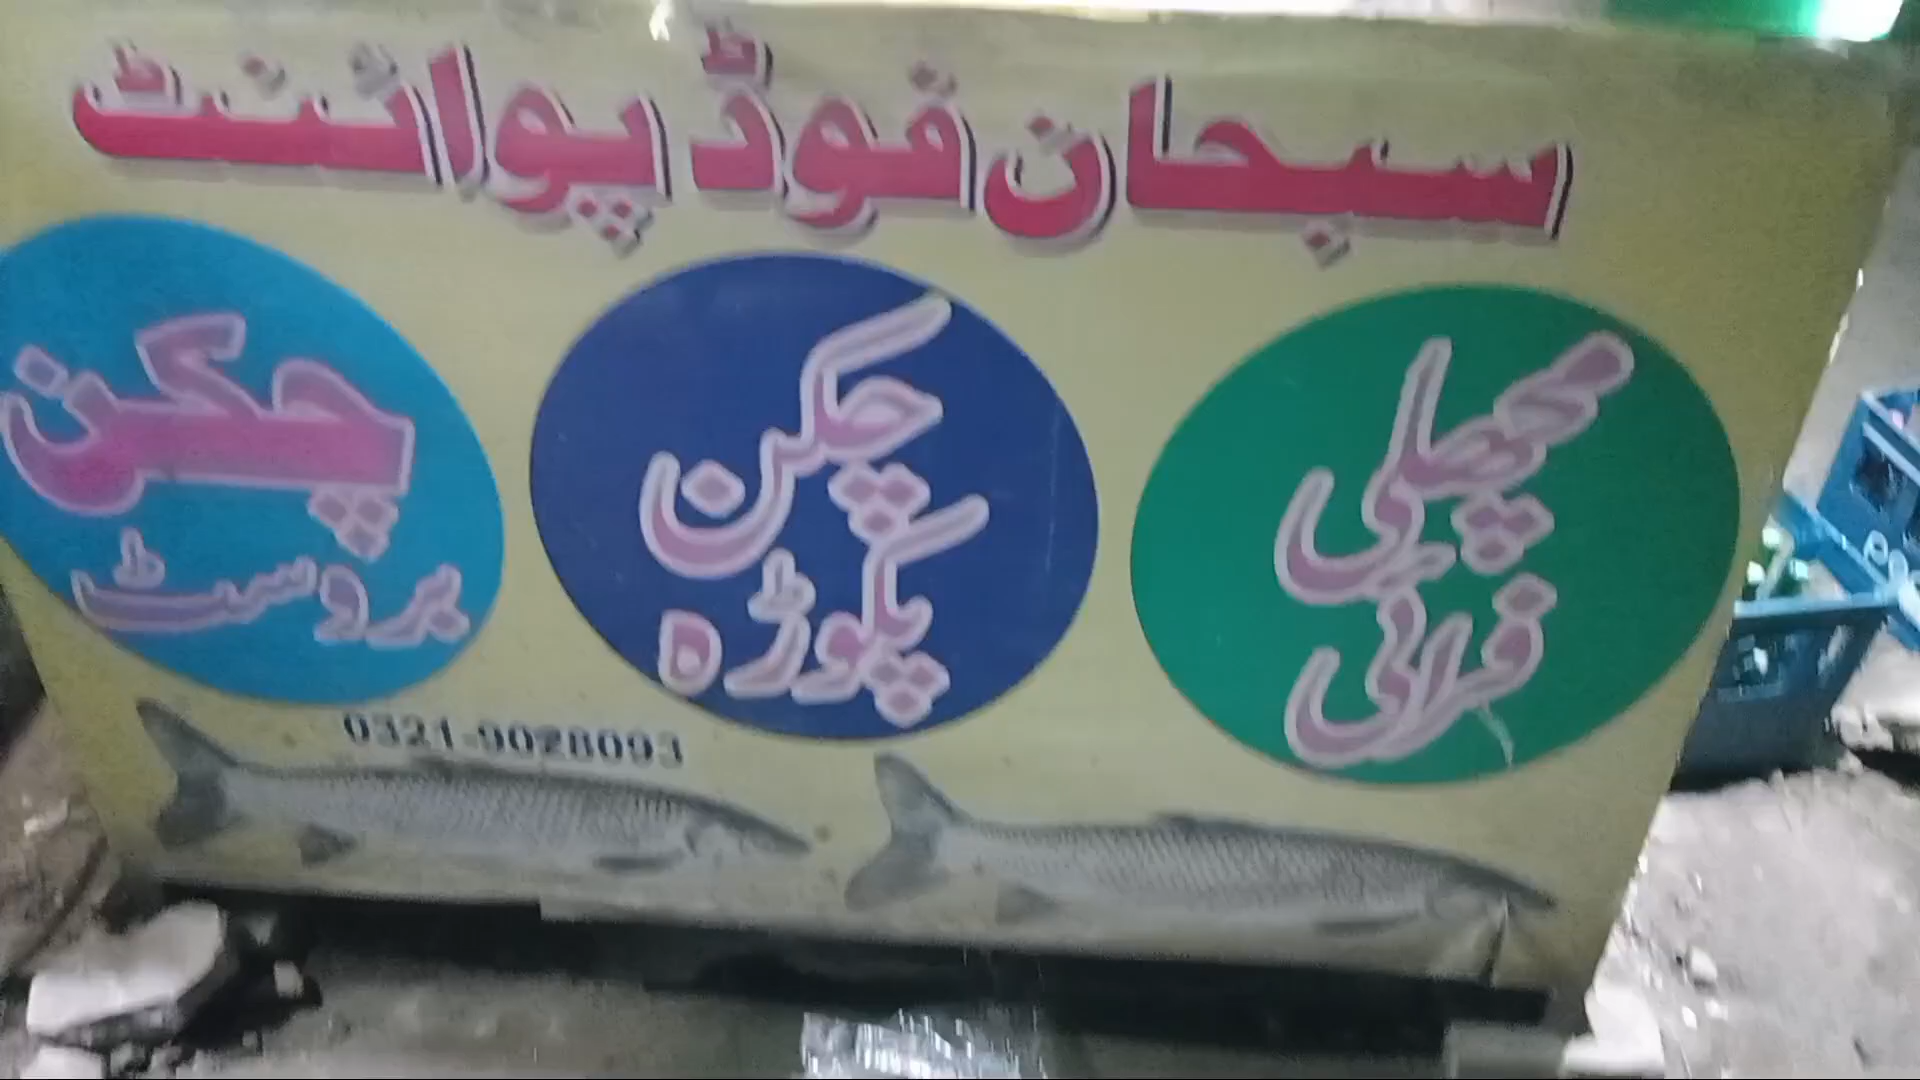 سبحان فوڈ پوائنٹ
مچھلی
فرائی
چکن
پکوڑہ
چکن
بروسٹ
0321-9028093